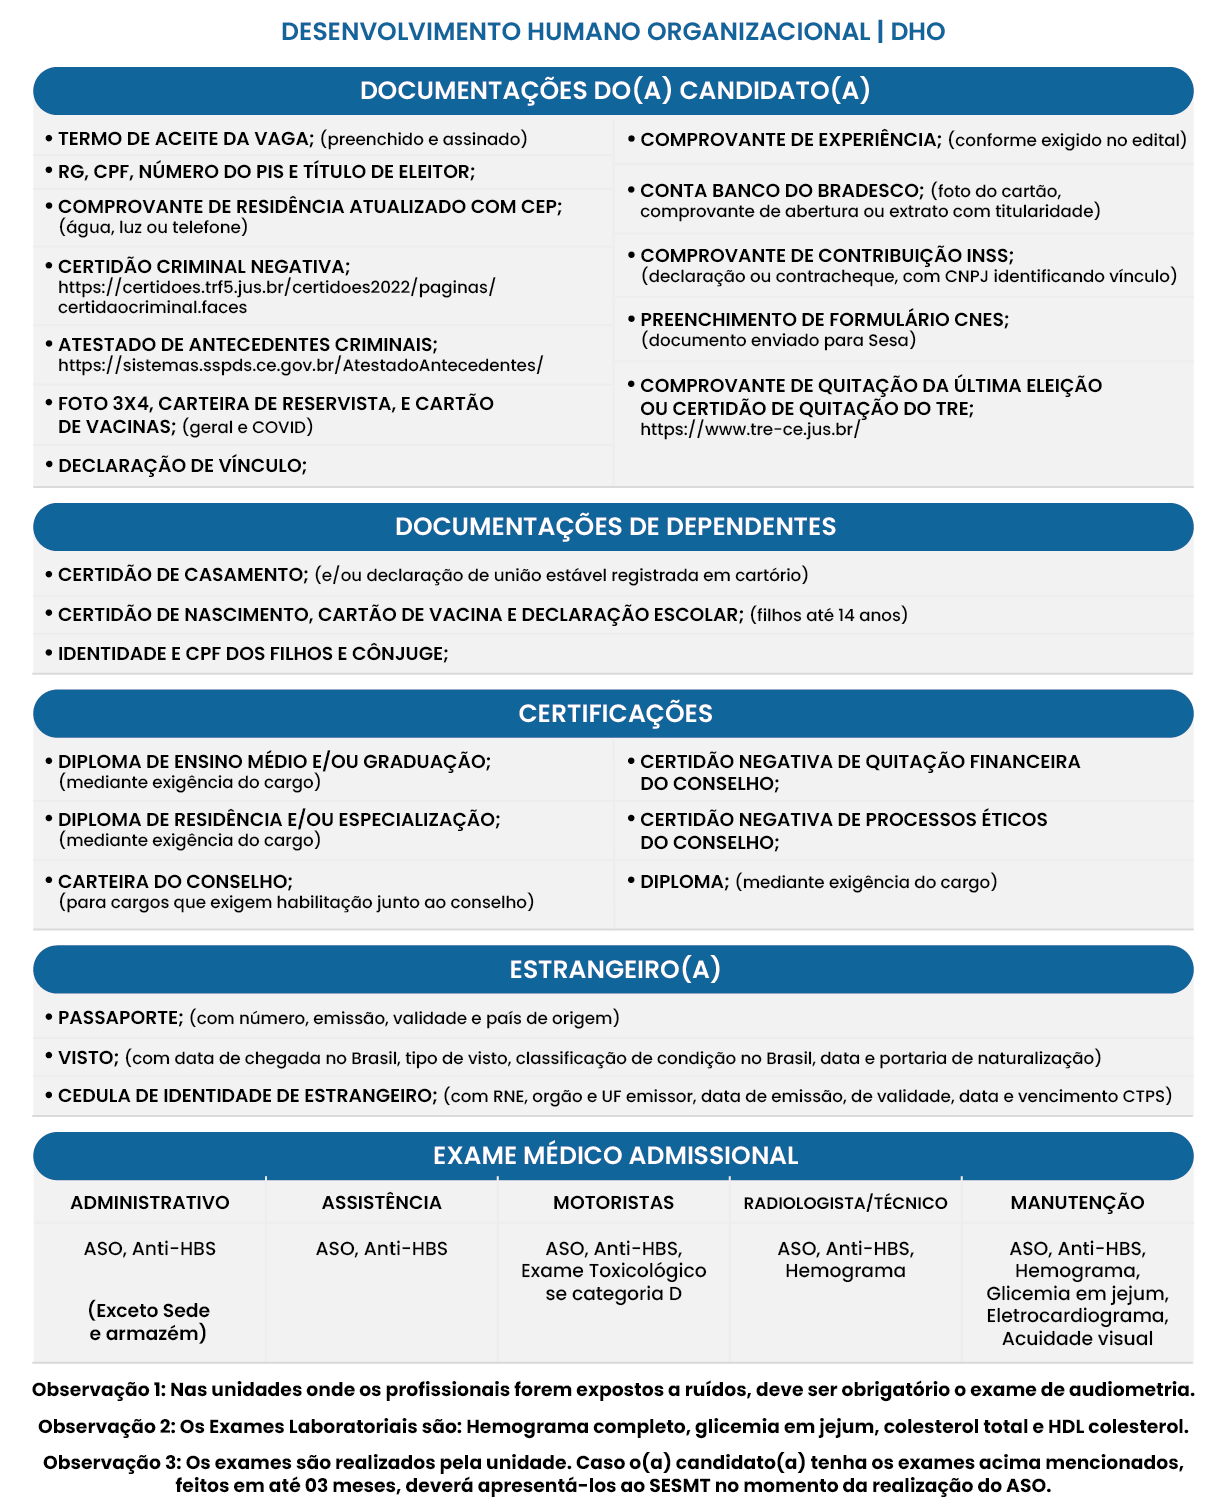 DESENVOLVIMENTO HUMANO ORGANIZACIONAL | DHO
DOCUMENTAÇÕES DO(A) CANDIDATO(A)
• TERMO DE ACEITE DA VAGA; (preenchido e assinado)
• RG, CPF, NÚMERO DO PIS E TÍTULO DE ELEITOR;
• COMPROVANTE DE RESIDÊNCIA ATUALIZADO COM CEP;
(água, luz ou telefone)
• CERTIDÃO CRIMINAL NEGATIVA;
https://certidoes.trf5.jus.br/certidoes2022/paginas/
certidaocriminal.faces
• ATESTADO DE ANTECEDENTES CRIMINAIS;
https://sistemas.sspds.ce.gov.br/AtestadoAntecedentes/
• FOTO 3X4, CARTEIRA DE RESERVISTA, E CARTÃO
DE VACINAS; (geral e COVID)
• DECLARAÇÃO DE VÍNCULO;
• COMPROVANTE DE EXPERIÊNCIA; (conforme exigido no edital)
• CONTA BANCO DO BRADESCO; (foto do cartão,
comprovante de abertura ou extrato com titularidade)
• COMPROVANTE DE CONTRIBUIÇÃO INSS;
(declaração ou contracheque, com CNPJ identificando vínculo)
• PREENCHIMENTO DE FORMULÁRIO CNES;
(documento enviado para Sesa)
• COMPROVANTE DE QUITAÇÃO DA ÚLTIMA ELEIÇÃO
OU CERTIDÃO DE QUITAÇÃO DO TRE;
https://www.tre-ce.jus.br/
DOCUMENTAÇÕES DE DEPENDENTES
• CERTIDÃO DE CASAMENTO; (e/ou declaração de união estável registrada em cartório)
• CERTIDÃO DE NASCIMENTO, CARTÃO DE VACINA E DECLARAÇÃO ESCOLAR; (filhos até 14 anos)
• IDENTIDADE E CPF DOS FILHOS E CÔNJUGE;
CERTIFICAÇÕES
• DIPLOMA DE ENSINO MÉDIO E/OU GRADUAÇÃO;
(mediante exigência do cargo)
• DIPLOMA DE RESIDÊNCIA E/OU ESPECIALIZAÇÃO;
(mediante exigência do cargo)
• CARTEIRA DO CONSELHO;
(para cargos que exigem habilitação junto ao conselho)
• CERTIDÃO NEGATIVA DE QUITAÇÃO FINANCEIRA
DO CONSELHO;
• CERTIDÃO NEGATIVA DE PROCESSOS ÉTICOS
DO CONSELHO;
• DIPLOMA; (mediante exigência do cargo)
ESTRANGEIRO(A)
• PASSAPORTE; (com número, emissão, validade e país de origem)
• VISTO; (com data de chegada no Brasil, tipo de visto, classificação de condição no Brasil, data e portaria de naturalização)
• CEDULA DE IDENTIDADE DE ESTRANGEIRO; (com RNE, orgão e UF emissor, data de emissão, de validade, data e vencimento CTPS)
EXAME MÉDICO ADMISSIONAL
ADMINISTRATIVO
ASO, Anti-HBS
(Exceto Sede
e armazém)
ASSISTÊNCIA
ASO, Anti-HBS
MOTORISTAS
ASO, Anti-HBS,
Exame Toxicológico
se categoria D
RADIOLOGISTA/TÉCNICO
ASO, Anti-HBS,
Hemograma
MANUTENÇÃO
ASO, Anti-HBS,
Hemograma,
Glicemia em jejum,
Eletrocardiograma,
Acuidade visual
Observação 1: Nas unidades onde os profissionais forem expostos a ruídos, deve ser obrigatório o exame de audiometria.
Observação 2: Os Exames Laboratoriais são: Hemograma completo, glicemia em jejum, colesterol total e HDL colesterol.
Observação 3: Os exames são realizados pela unidade. Caso o(a) candidato(a) tenha os exames acima mencionados,
feitos em até 03 meses, deverá apresentá-los ao SESMT no momento da realização do ASO.